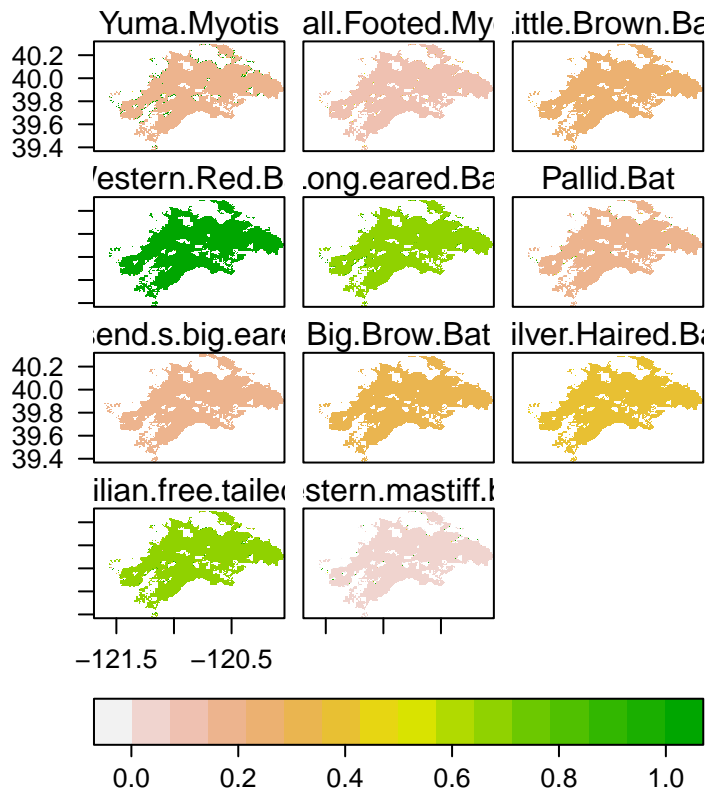 Yuma.Myotis all.Footed.My .ittle.Brown.Ba
40.2
40.0
39.8
39.6
39.4
Vestern.Red.B .ong.eared.Ba Pallid.Bat
send.s.big.eare Big.Brow.Bat ilver.Haired.Ba
40.2
40.0
39.8
39.6
39.4
ilian.free.tailed stern.mastiff.b
−121.5 −120.5
0.0 0.2 0.4 0.6 0.8 1.0